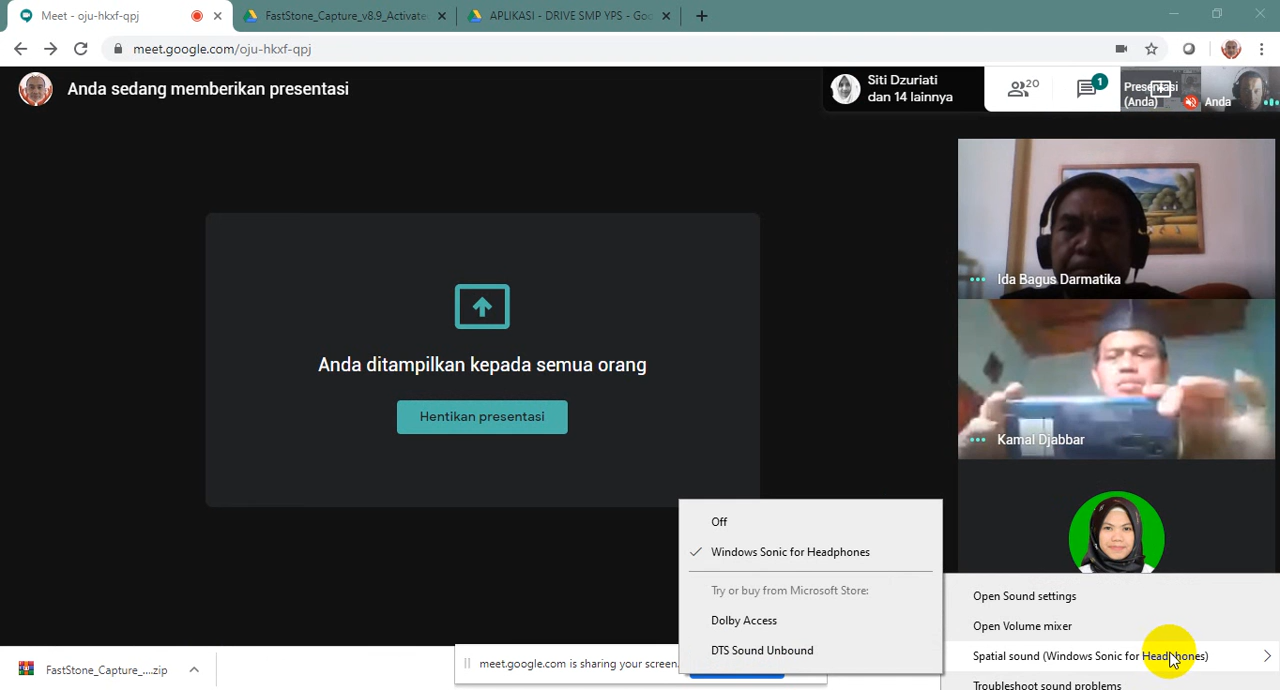 Meet - oju-hkxf-qpj
FastStone_Capture_v8.9_Activate
APLIKASI - DRIVE SMP YPS - Goo
meet.google.com/oju-hkxf-qpj
Anda sedang memberikan presentasi
Siti Dzuriati
dan 14 lainnya
20
1
Presentasi
(Anda)
Anda
Ida Bagus Darmatika
Anda ditampilkan kepada semua orang
Hentikan presentasi
Kamal Djabbar
Off
Windows Sonic for Headphones
Try or buy from Microsoft Store:
Dolby Access
DTS Sound Unbound
Open Sound settings
Open Volume mixer
Spatial sound (Windows Sonic for Headphones)
Troubleshoot sound problems
FastStone_Capture_....zip
meet.google.com is sharing your screen.